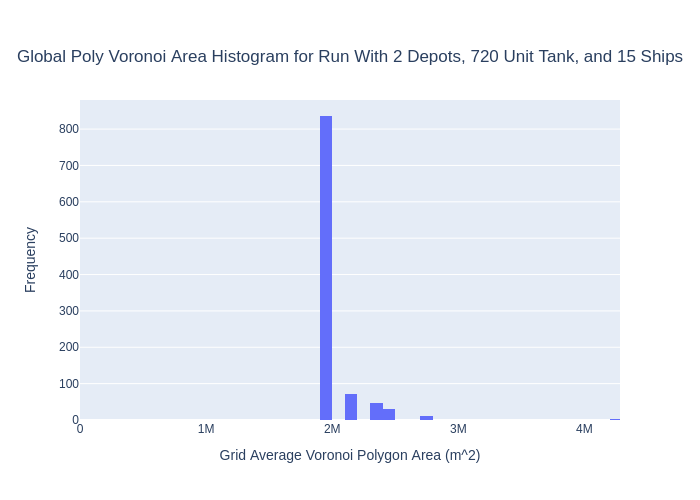 Global Poly Voronoi Area Histogram for Run With 2 Depots, 720 Unit Tank, and 15 Ships
800
700
600
500
400
300
200
100
0
Frequency
0 1M 2M 3M 4M
Grid Average Voronoi Polygon Area (m^2)